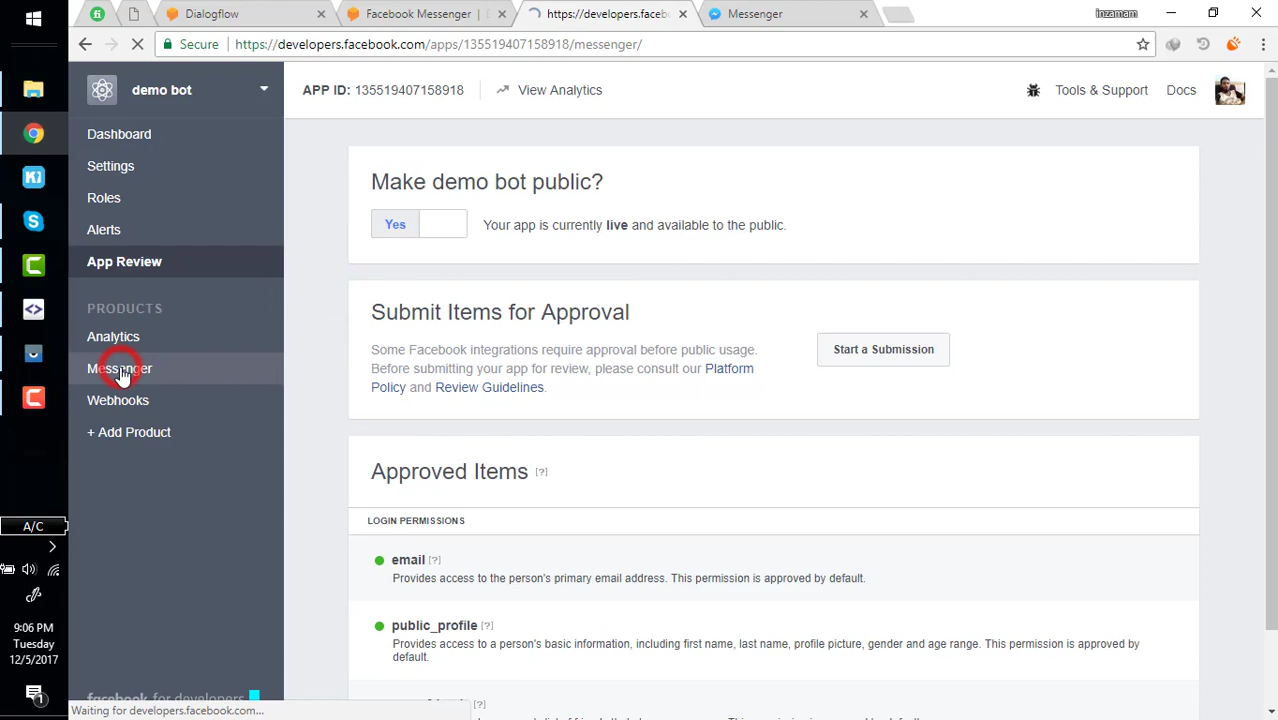 Dialogflow
Facebook Messenger |
https://developers.facebo
Messenger
inzamam
Secure
https://developers.facebook.com/apps/135519407158918/messenger/
demo bot
APP ID: 135519407158918
View Analytics
Tools & Support
Docs
Dashboard
Settings
Roles
Alerts
App Review
PRODUCTS
Analytics
Messenger
Webhooks
+ Add Product
Make demo bot public?
Yes
Your app is currently live and available to the public.
Submit Items for Approval
Some Facebook integrations require approval before public usage.
Before submitting your app for review, please consult our Platform
Policy and Review Guidelines.
Start a Submission
Approved Items [?]
LOGIN PERMISSIONS
email [?]
Provides access to the person's primary email address. This permission is approved by default.
public_profile [?]
Provides access to a person's basic information, including first name, last name, profile picture, gender and age range. This permission is approved by
default.
[?]
facebook for developers
Waiting for developers.facebook.com...
A/C
9:06 PM
Tuesday
12/5/2017
1